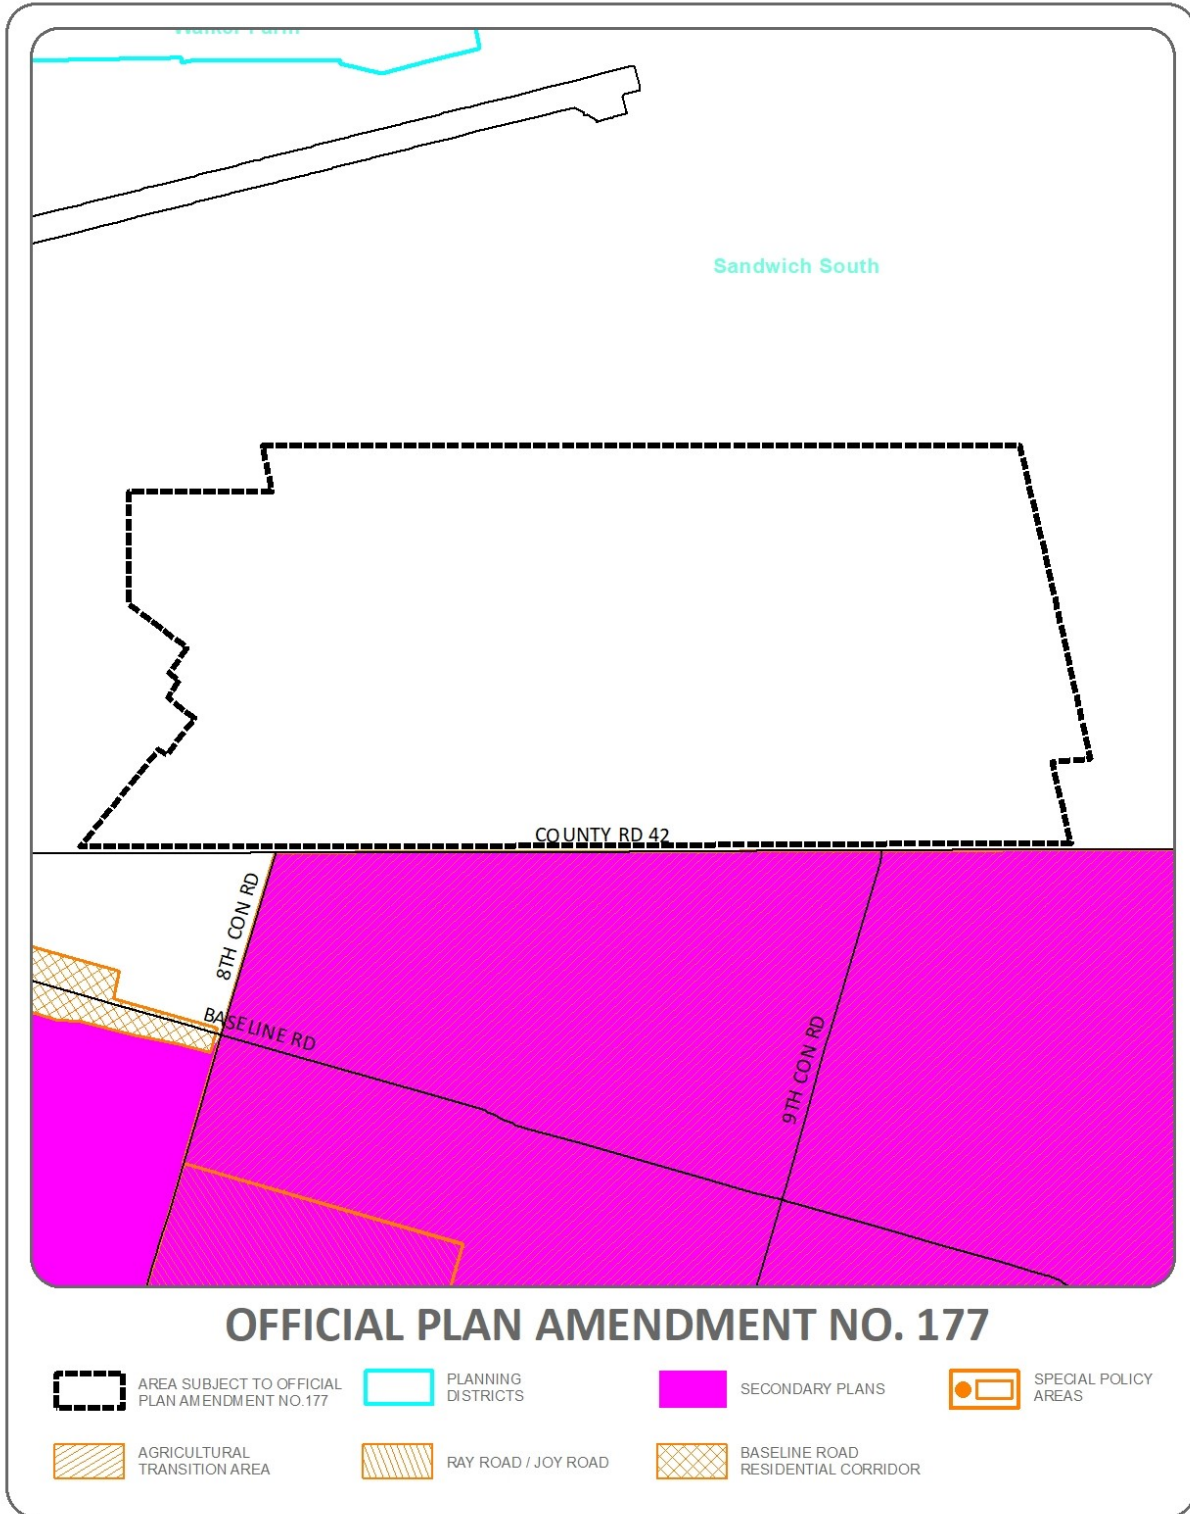 Walker Farm
Sandwich South
COUNTY RD 42
8TH CON RD
BASELINE RD
9TH CON RD
OFFICIAL PLAN AMENDMENT NO. 177
AREA SUBJECT TO OFFICIAL
PLAN AMENDMENT NO.177
PLANNING
DISTRICTS
SECONDARY PLANS
SPECIAL POLICY
AREAS
AGRICULTURAL
TRANSITION AREA
RAY ROAD / JOY ROAD
BASELINE ROAD
RESIDENTIAL CORRIDOR